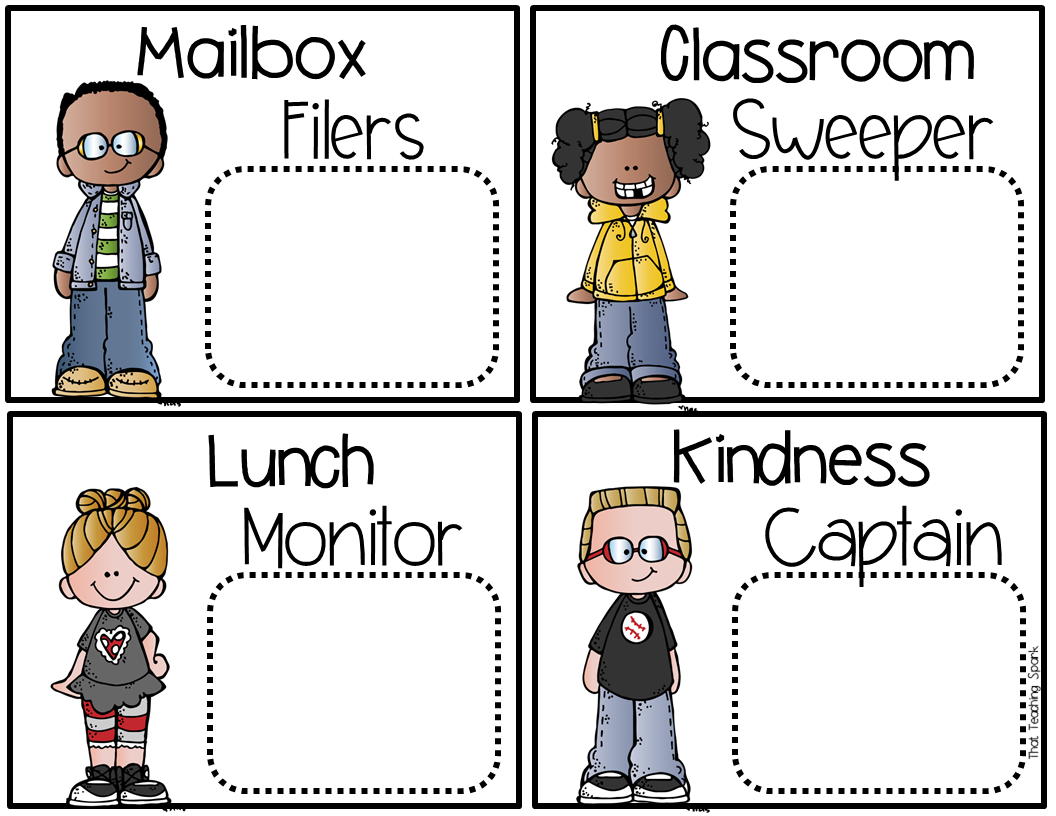 Mailbox
Filers
Classroom
Sweeper
Lunch
Monitor
Kindness
Captain
That Teaching Spark